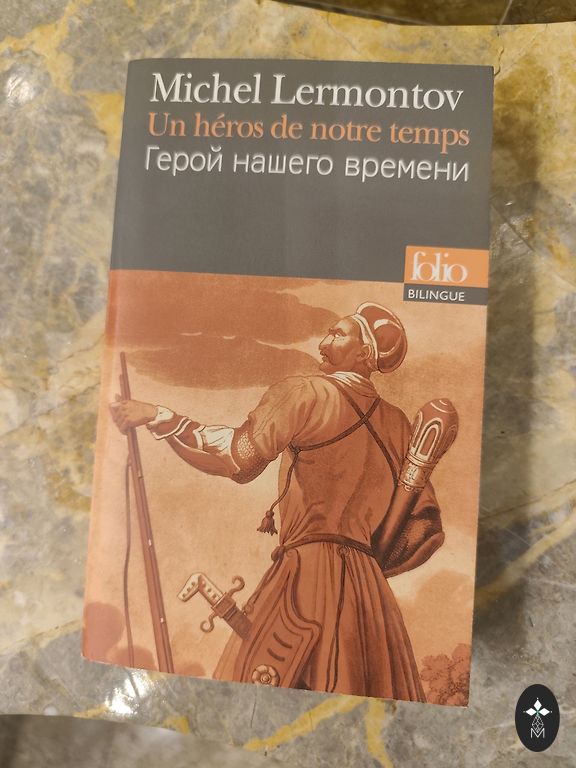 Michel Lermontov
Un héros de notre temps
Герой нашего времени
folio
BILINGUE
M